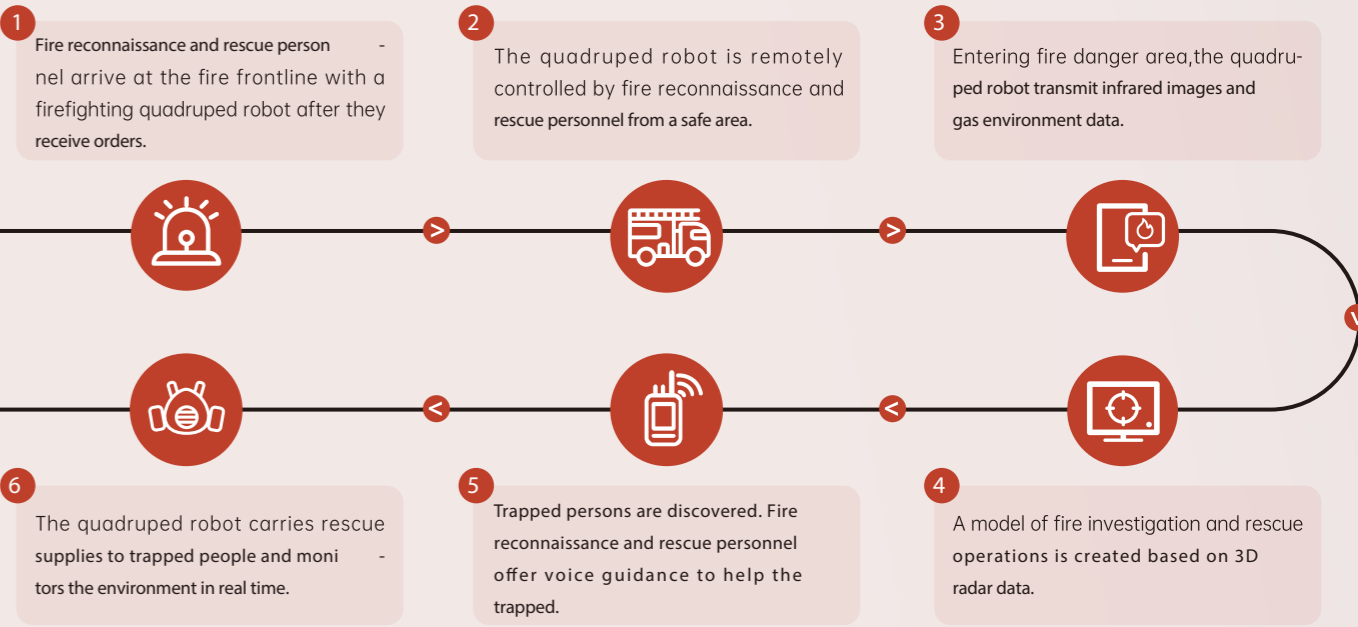 1
Fire reconnaissance and rescue person -
nel arrive at the fire frontline with a
firefighting quadruped robot after they
receive orders.
2
The quadruped robot is remotely
controlled by fire reconnaissance and
rescue personnel from a safe area.
3
Entering fire danger area,the quadru-
ped robot transmit infrared images and
gas environment data.
>
>
>
<
<
4
A model of fire investigation and rescue
operations is created based on 3D
radar data.
5
Trapped persons are discovered. Fire
reconnaissance and rescue personnel
offer voice guidance to help the
trapped.
6
The quadruped robot carries rescue
supplies to trapped people and moni -
tors the environment in real time.